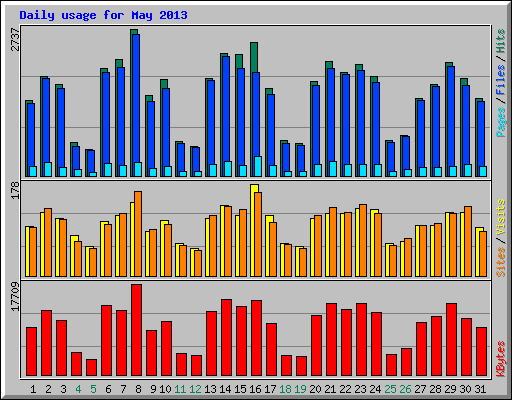 Daily usage for May 2013
2737
Pages/Files/Hits
178
Sites/Visits
17709
KBytes
1 2 3 4 5 6 7 8 9 10 11 12 13 14 15 16 17 18 19 20 21 22 23 24 25 26 27 28 29 30 31